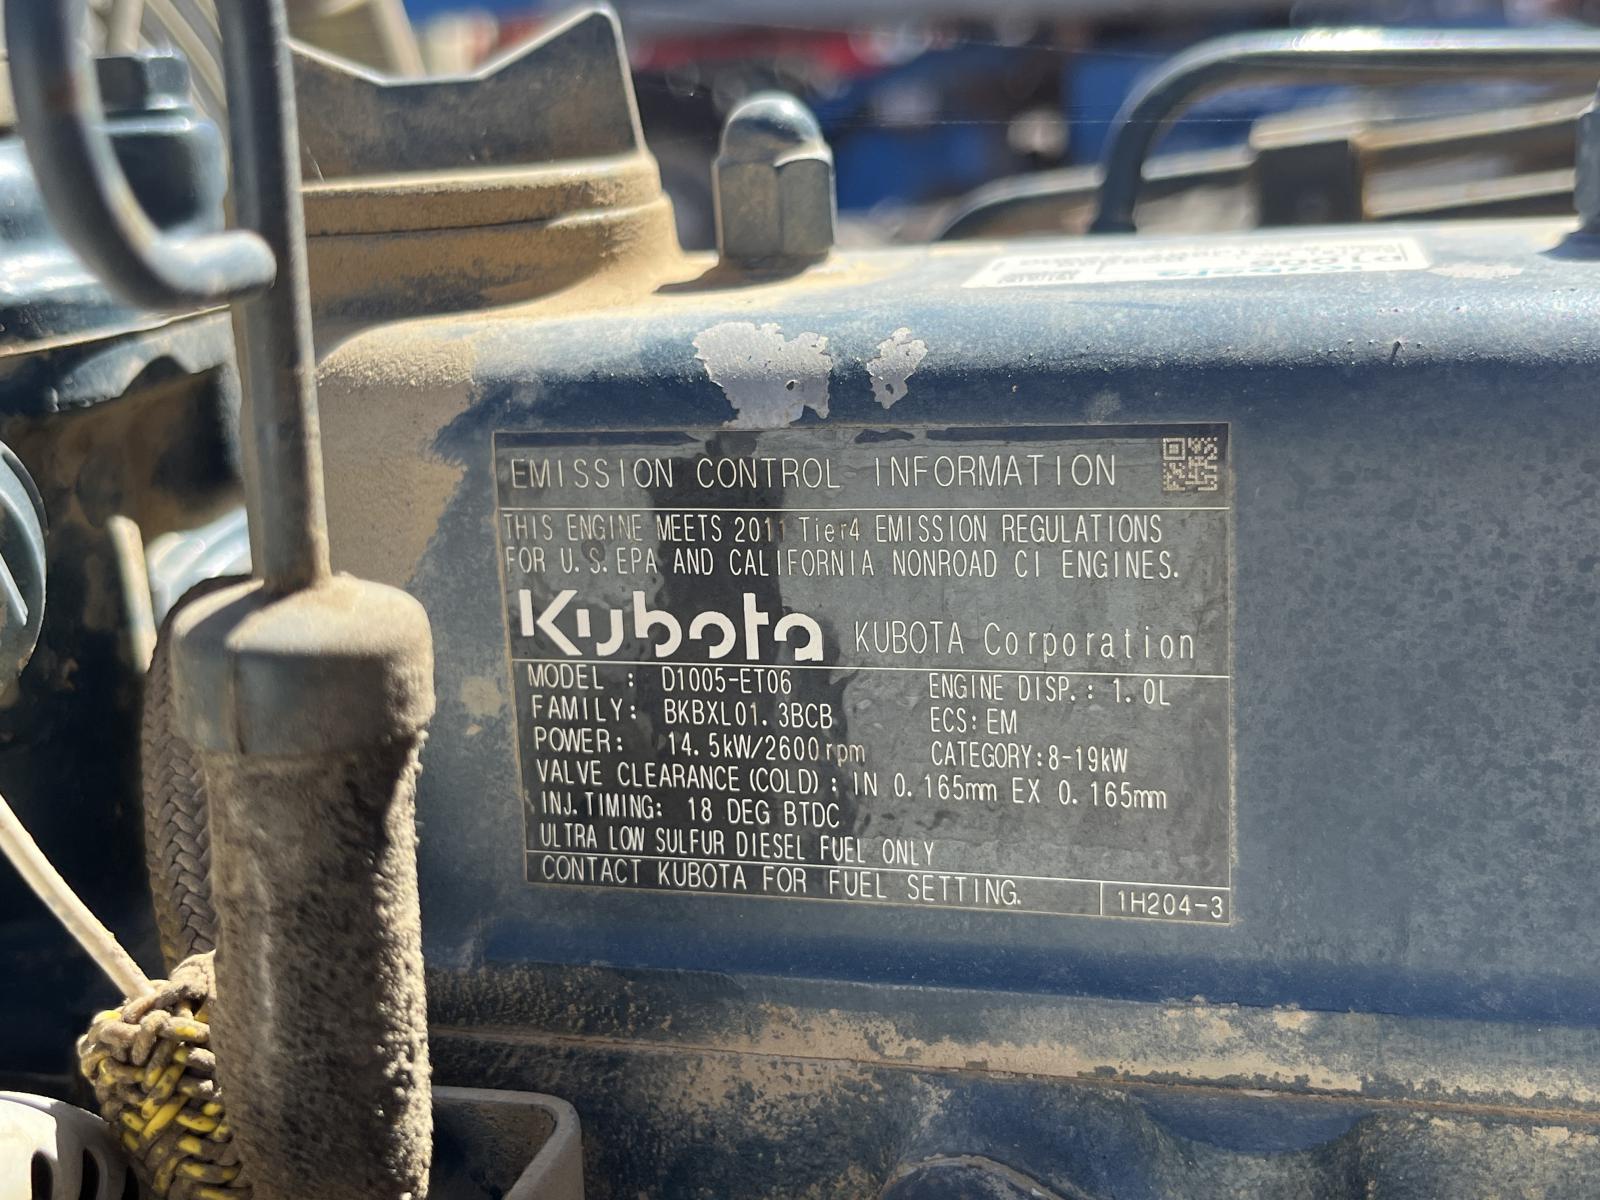 Kubota
EMISSION CONTROL INFORMATION
THIS ENGINE MEETS 2011 Tier4 EMISSION REGULATIONS
FOR U.S.EPA AND CALIFORNIA NONROAD CI ENGINES.
Kubota KUBOTA Corporation
MODEL : D1005-ET06 ENGINE DISP.: 1.0L
FAMILY: BKBXL01.3BCB ECS:EM
POWER: 14.5kW/2600rpm CATEGORY:8-19kW
VALVE CLEARANCE(COLD): IN 0.165mm EX 0.165mm
INJ.TIMING: 18 DEG BTDC
ULTRA LOW SULFUR DIESEL FUEL ONLY
CONTACT KUBOTA FOR FUEL SETTING. 1H204-3